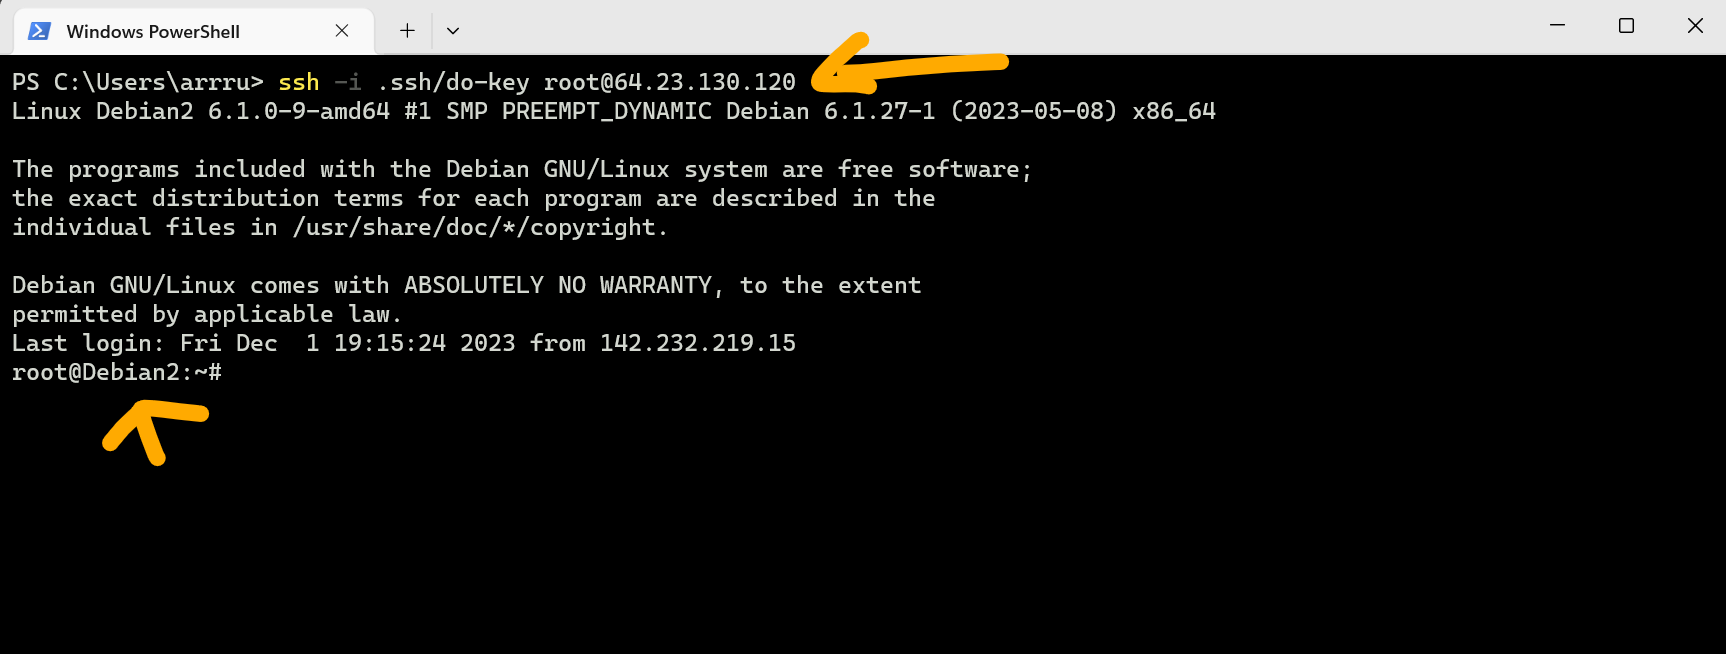 Windows PowerShell
PS C:\Users\arrru> ssh -i .ssh/do-key root@64.23.130.120
Linux Debian2 6.1.0-9-amd64 #1 SMP PREEMPT_DYNAMIC Debian 6.1.27-1 (2023-05-08) x86_64
The programs included with the Debian GNU/Linux system are free software;
the exact distribution terms for each program are described in the
individual files in /usr/share/doc/*/copyright.
Debian GNU/Linux comes with ABSOLUTELY NO WARRANTY, to the extent
permitted by applicable law.
Last login: Fri Dec  1 19:15:24 2023 from 142.232.219.15
root@Debian2:~#